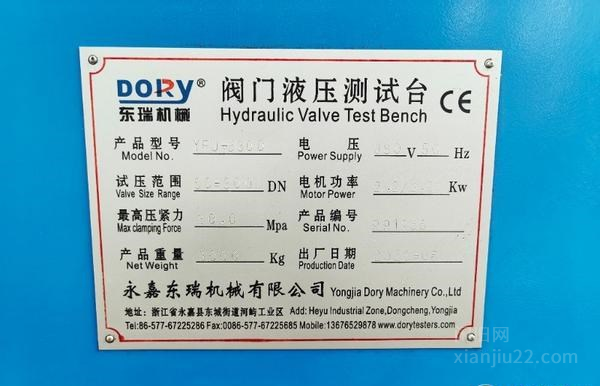 DORY® 阀门液压测试台 CE
东瑞机械 Hydraulic Valve Test Bench
产品型号 电压 V Hz
Model No. Power Supply
试压范围 DN 电机功率 Kw
Valve Size Range Motor Power
最高压紧力 Mpa 产品编号
Max clamping Force Serial No.
产品重量 Kg 出厂日期
Net Weight Production Date
永嘉东瑞机械有限公司 Yongjia Dory Machinery Co.,Ltd
地址:浙江省永嘉县东城街道河屿工业区 Add: Heyu Industrial Zone,Dongcheng,Yongjia
Tel:86-577-67225286 Fax:0086-577-67225685 Mobile:13676529878 www.dorytesters.com
xianjiu22.com